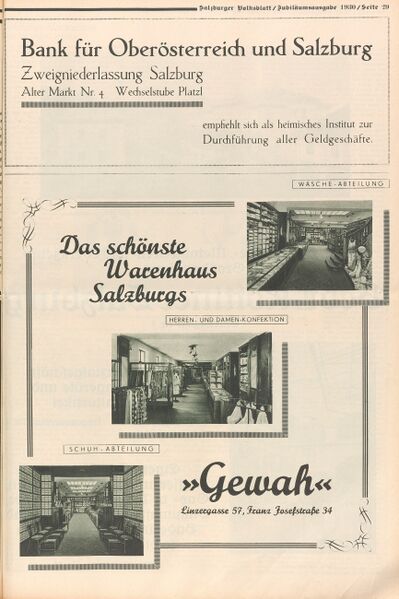 Salzburger Volksblatt / Jubiläumsausgabe 1930 / Seite 29
Bank für Oberösterreich und Salzburg
Zweigniederlassung Salzburg
Alter Markt Nr. 4 Wechselstube Platzl
empfiehlt sich als heimisches Institut zur
Durchführung aller Geldgeschäfte.
WÄSCHE-ABTEILUNG
Das schönste
Warenhaus
Salzburgs
HERREN- UND DAMEN-KONFEKTION
SCHUH-ABTEILUNG
»Gewah«
Linzergasse 57, Franz Josefstraße 34